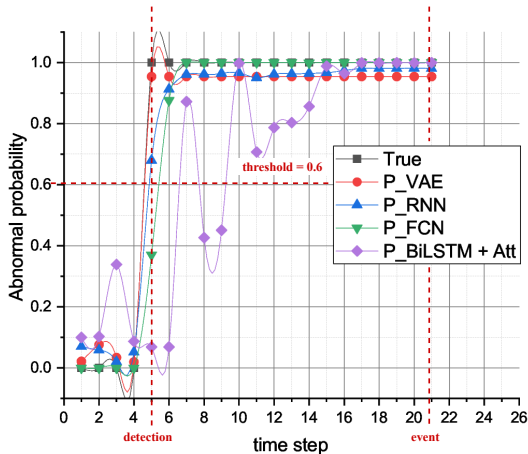 Abnormal probability
1.0
0.8
0.6
0.4
0.2
0.0
threshold = 0.6
True
P_VAE
P_RNN
P_FCN
P_BiLSTM + Att
0 2 4 6 8 10 12 14 16 18 20 22 24 26
detection
time step
event